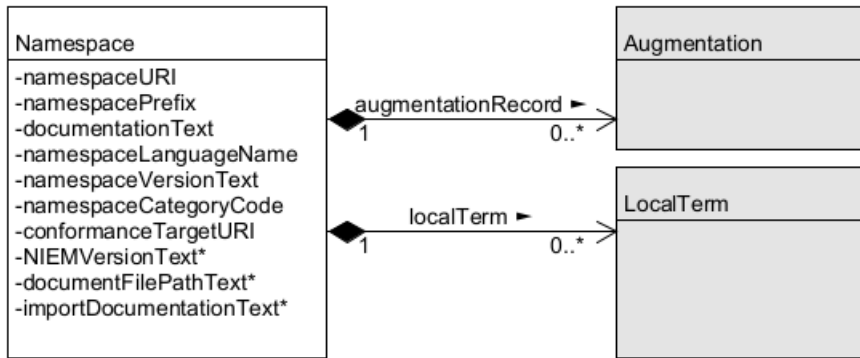 Namespace
-namespaceURI
-namespacePrefix
-documentationText
-namespaceLanguageName
-namespaceVersionText
-namespaceCategoryCode
-conformanceTargetURI
-NIEMVersionText*
-documentFilePathText*
-importDocumentationText*
augmentationRecord ►
1 0..*
Augmentation
localTerm ►
1 0..*
LocalTerm